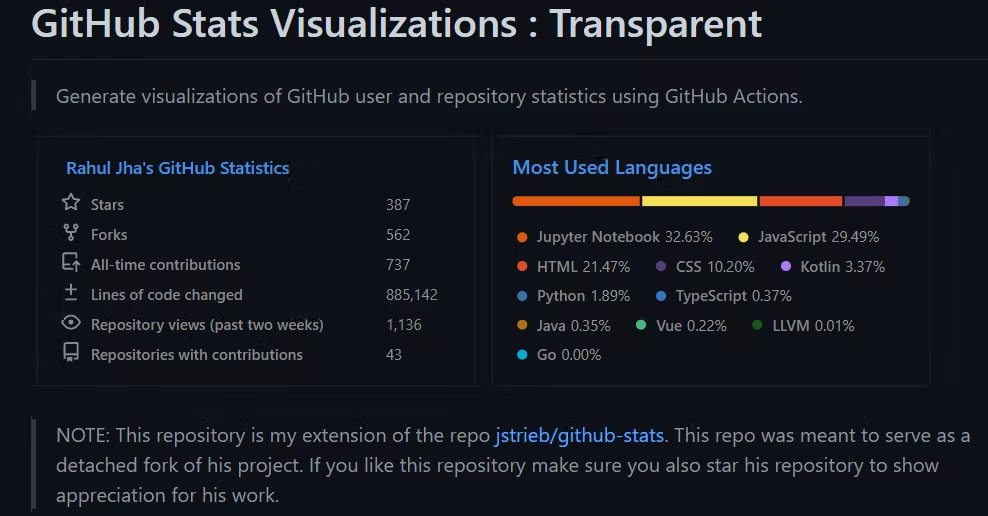 GitHub Stats Visualizations : Transparent
Generate visualizations of GitHub user and repository statistics using GitHub Actions.
Rahul Jha's GitHub Statistics
Stars 387
Forks 562
All-time contributions 737
Lines of code changed 885,142
Repository views (past two weeks) 1,136
Repositories with contributions 43
Most Used Languages
Jupyter Notebook 32.63% JavaScript 29.49%
HTML 21.47% CSS 10.20% Kotlin 3.37%
Python 1.89% TypeScript 0.37%
Java 0.35% Vue 0.22% LLVM 0.01%
Go 0.00%
NOTE: This repository is my extension of the repo jstrieb/github-stats. This repo was meant to serve as a
detached fork of his project. If you like this repository make sure you also star his repository to show
appreciation for his work.